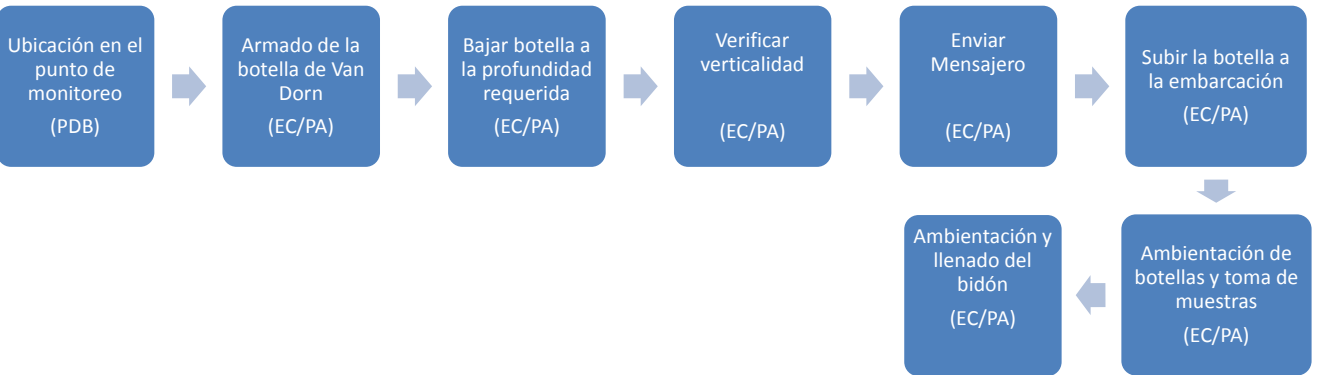 Ubicación en el
punto de
monitoreo
(PDB)
Armado de la
botella de Van
Dorn
(EC/PA)
Bajar botella a
la profundidad
requerida
(EC/PA)
Verificar
verticalidad
(EC/PA)
Enviar
Mensajero
(EC/PA)
Subir la botella a
la embarcación
(EC/PA)
Ambientación de
botellas y toma de
muestras
(EC/PA)
Ambientación y
llenado del
bidón
(EC/PA)